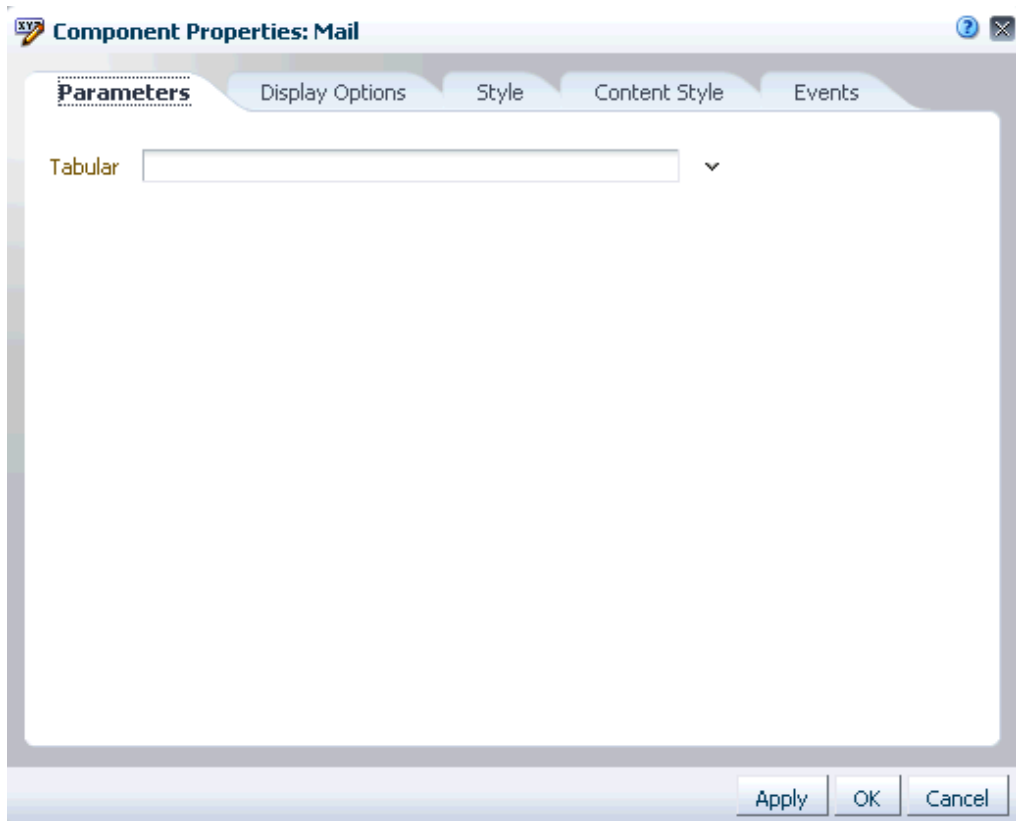 Component Properties: Mail
Parameters Display Options Style Content Style Events
Tabular
Apply OK Cancel